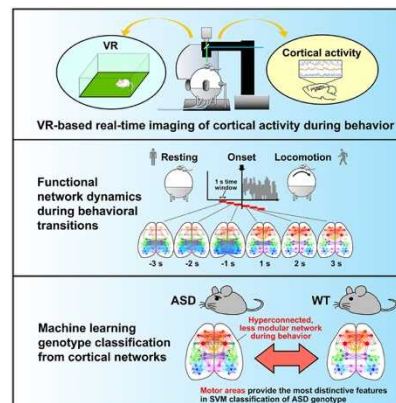 VR
Cortical activity
VR-based real-time imaging of cortical activity during behavior
Resting
Onset
Locomotion
1 s time
window
Functional
network dynamics
during behavioral
transitions
-3 s
-2 s
-1 s
1 s
2 s
3 s
ASD
WT
Hyperconnected,
less modular network
during behavior
Machine learning
genotype classification
from cortical networks
Motor areas provide the most distinctive features
in SVM classification of ASD genotype